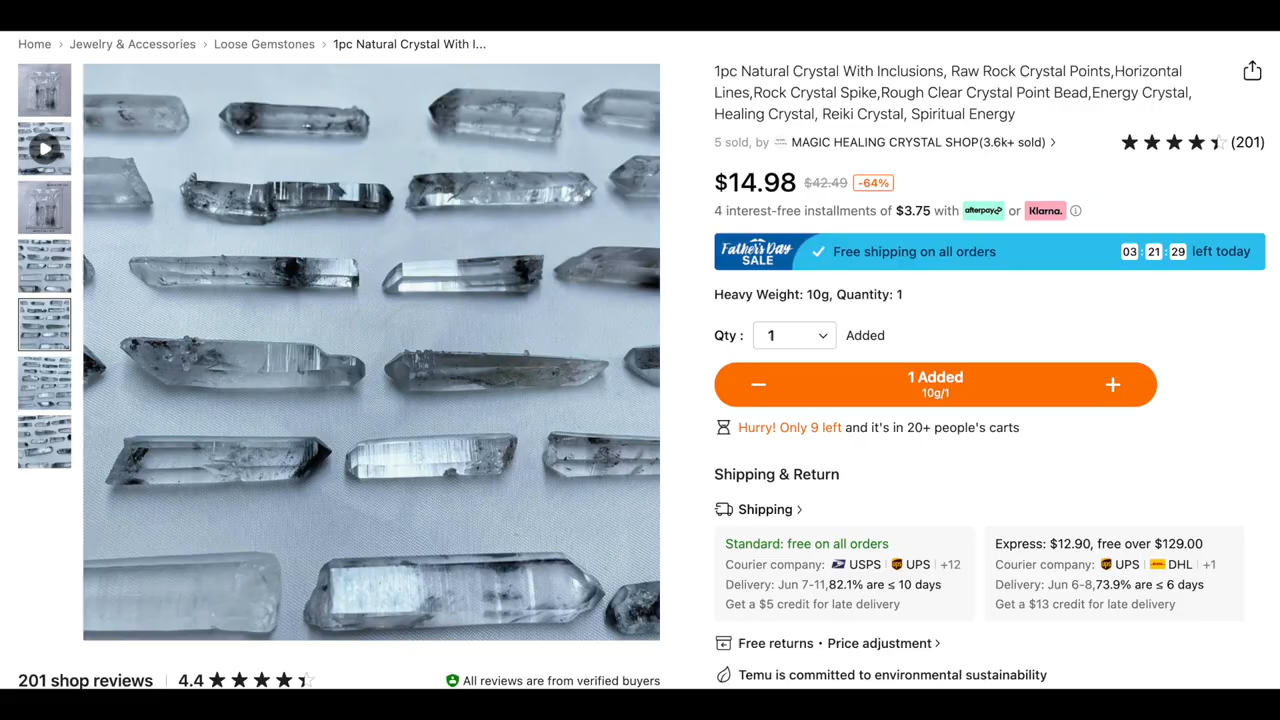 Home > Jewelry & Accessories > Loose Gemstones > 1pc Natural Crystal With I...
1pc Natural Crystal With Inclusions, Raw Rock Crystal Points,Horizontal
Lines,Rock Crystal Spike,Rough Clear Crystal Point Bead,Energy Crystal,
Healing Crystal, Reiki Crystal, Spiritual Energy
5 sold, by MAGIC HEALING CRYSTAL SHOP(3.6k+ sold) >
(201)
$14.98 $42.49 -64%
4 interest-free installments of $3.75 with afterpay or Klarna.
Father's Day SALE
Free shipping on all orders
03 : 21 : 29 left today
Heavy Weight: 10g, Quantity: 1
Qty : 1 Added
1 Added
10g/1
Hurry! Only 9 left and it's in 20+ people's carts
Shipping & Return
Shipping >
Standard: free on all orders
Courier company: USPS UPS +12
Delivery: Jun 7-11,82.1% are ≤ 10 days
Get a $5 credit for late delivery
Express: $12.90, free over $129.00
Courier company: UPS DHL +1
Delivery: Jun 6-8,73.9% are ≤ 6 days
Get a $13 credit for late delivery
Free returns • Price adjustment >
Temu is committed to environmental sustainability
201 shop reviews 4.4
All reviews are from verified buyers